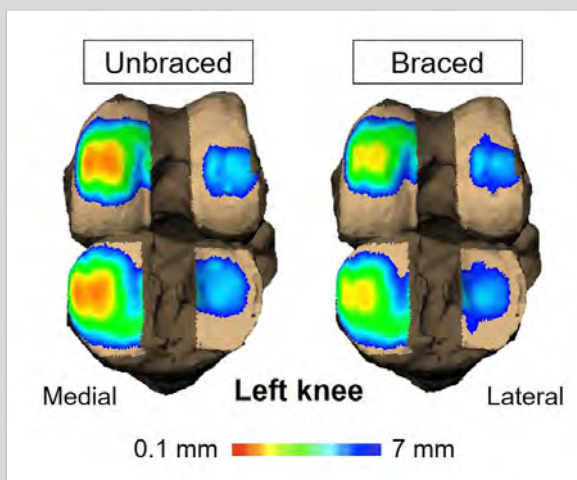 Unbraced
Braced
Medial
Left knee
Lateral
0.1 mm
7 mm